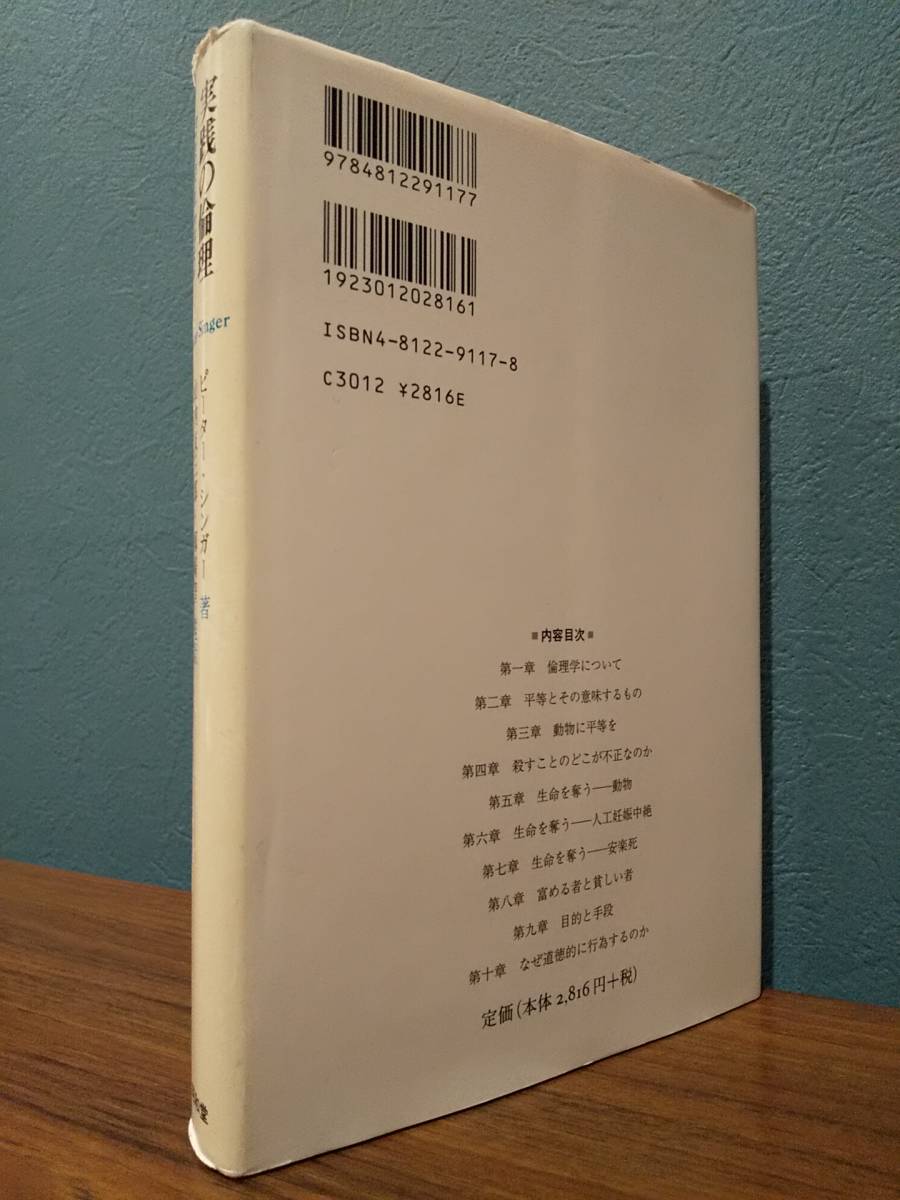 実践の倫理
Singer
ピーター・シンガー 著
堂
9784812291177
1923012028161
ISBN4-8122-9117-8
C3012 ¥2816E
■内容目次■
第一章 倫理学について
第二章 平等とその意味するもの
第三章 動物に平等を
第四章 殺すことのどこが不正なのか
第五章 生命を奪う——動物
第六章 生命を奪う——人工妊娠中絶
第七章 生命を奪う——安楽死
第八章 富める者と貧しい者
第九章 目的と手段
第十章 なぜ道徳的に行為するのか
定価(本体 2,816円+税)